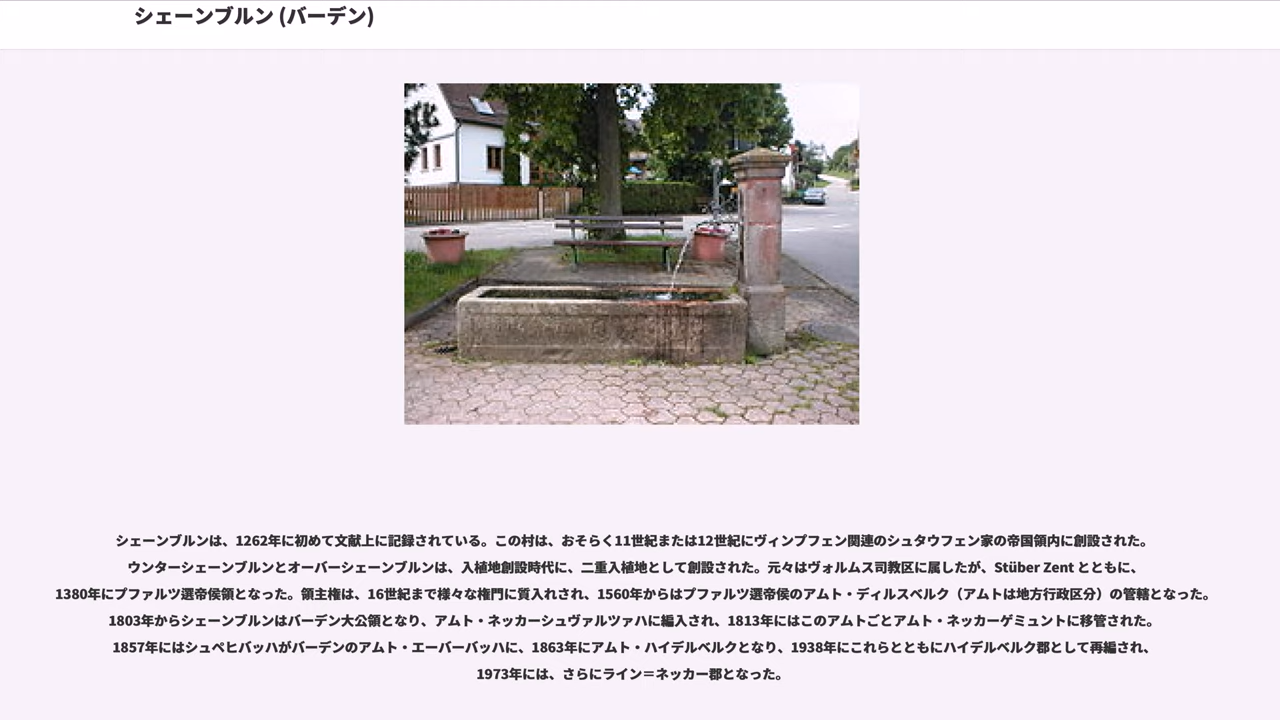 シェーンブルン (バーデン)
シェーンブルンは、1262年に初めて文献上に記録されている。この村は、おそらく11世紀または12世紀にヴィンプフェン関連のシュタウフェン家の帝国領内に創設された。
ウンターシェーンブルンとオーバーシェーンブルンは、入植地創設時代に、二重入植地として創設された。元々はヴォルムス司教区に属したが、Stüber Zent とともに、
1380年にプファルツ選帝侯領となった。領主権は、16世紀まで様々な権門に質入れされ、1560年からはプファルツ選帝侯のアムト・ディルスベルク（アムトは地方行政区分）の管轄となった。
1803年からシェーンブルンはバーデン大公領となり、アムト・ネッカーシュヴァルツァハに編入され、1813年にはこのアムトごとアムト・ネッカーゲミュントに移管された。
1857年にはシュペヒバッハがバーデンのアムト・エーバーバッハに、1863年にアムト・ハイデルベルクとなり、1938年にこれらとともにハイデルベルク郡として再編され、
1973年には、さらにライン＝ネッカー郡となった。